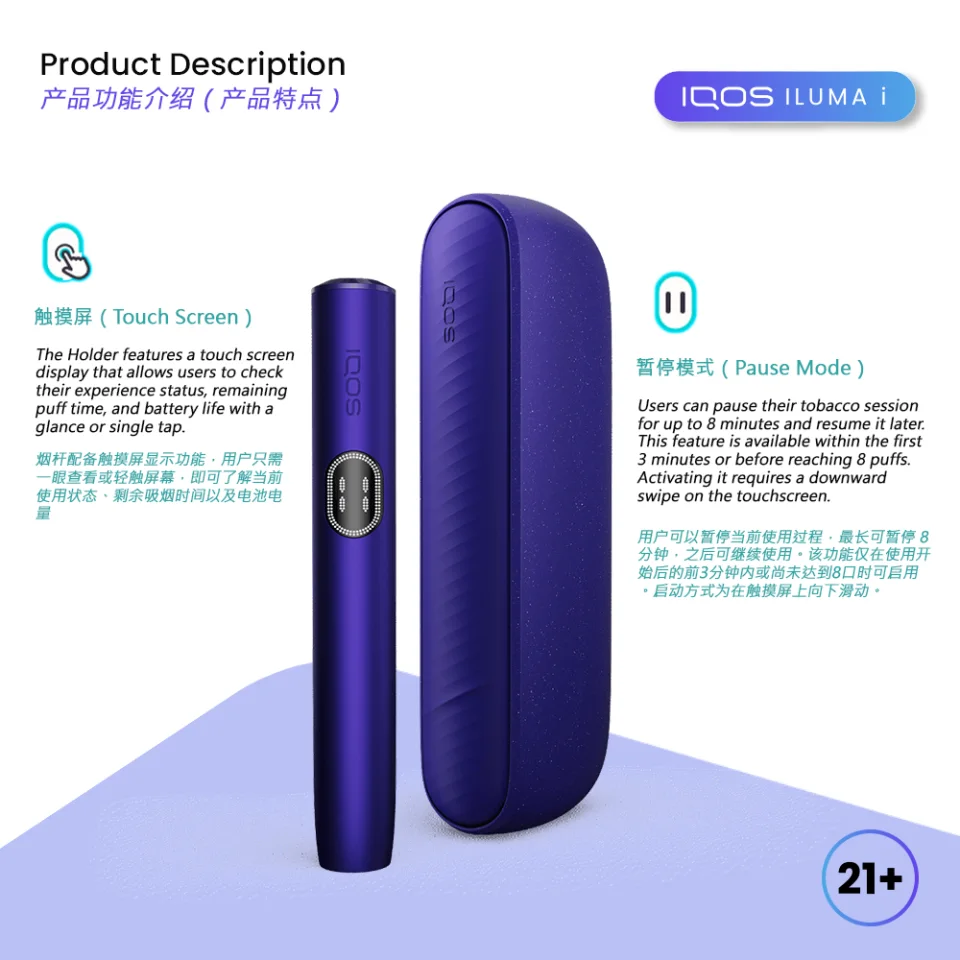 Product Description
产品功能介绍（产品特点）
IQOS ILUMA i
触摸屏（Touch Screen）
The Holder features a touch screen
display that allows users to check
their experience status, remaining
puff time, and battery life with a
glance or single tap.
烟杆配备触摸屏显示功能，用户只需
一眼查看或轻触屏幕，即可了解当前
使用状态、剩余吸烟时间以及电池电
量
IQOS
IQOS
暂停模式（Pause Mode）
Users can pause their tobacco session
for up to 8 minutes and resume it later.
This feature is available within the first
3 minutes or before reaching 8 puffs.
Activating it requires a downward
swipe on the touchscreen.
用户可以暂停当前使用过程，最长可暂停 8
分钟，之后可继续使用。该功能仅在使用开
始后的前3分钟内或尚未达到8口时可启用
。启动方式为在触摸屏上向下滑动。
21+